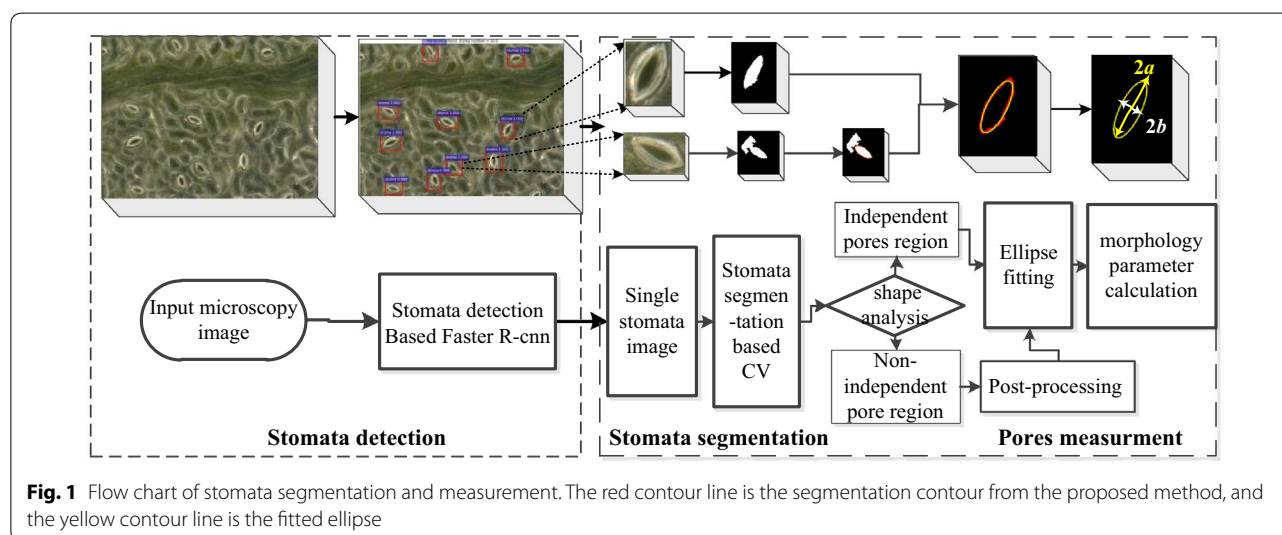 2a
2b
Input microscopy
image
Stomata detection
Based Faster R-cnn
Single
stomata
image
Stomata
segmen
-tation
based
CV
shape
analysis
Independent
pores region
Non-
independent
pore region
Post-processing
Ellipse
fitting
morphology
parameter
calculation
Stomata detection
Stomata segmentation
Pores measurment
Fig. 1 Flow chart of stomata segmentation and measurement. The red contour line is the segmentation contour from the proposed method, and
the yellow contour line is the fitted ellipse